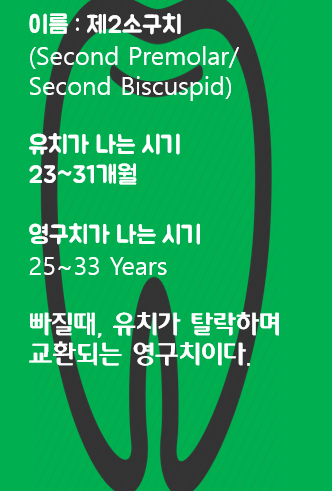 이름 : 제2소구치
(Second Premolar/
Second Biscuspid)
유치가 나는 시기
23~31개월
영구치가 나는 시기
25~33 Years
빠질때, 유치가 탈락하며
교환되는 영구치이다.